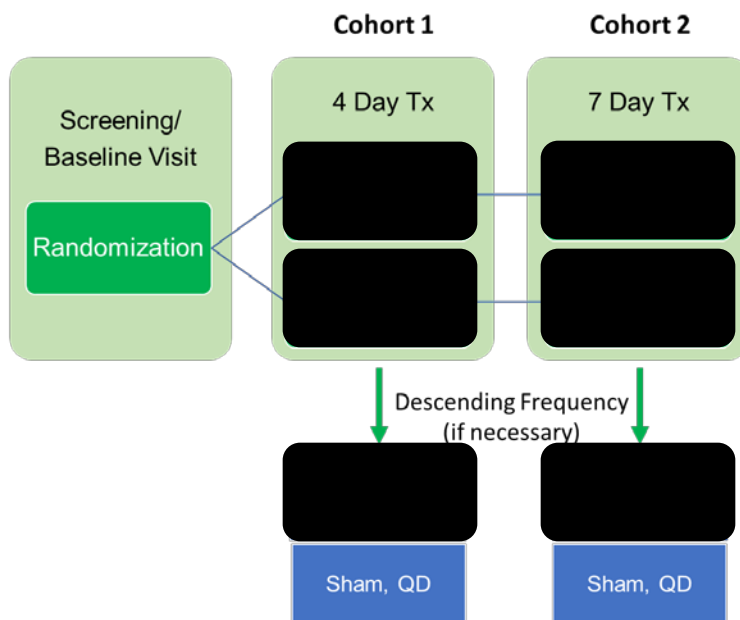 Cohort 1
Cohort 2
Screening/
Baseline Visit
Randomization
4 Day Tx
7 Day Tx
Descending Frequency
(if necessary)
Sham, QD
Sham, QD